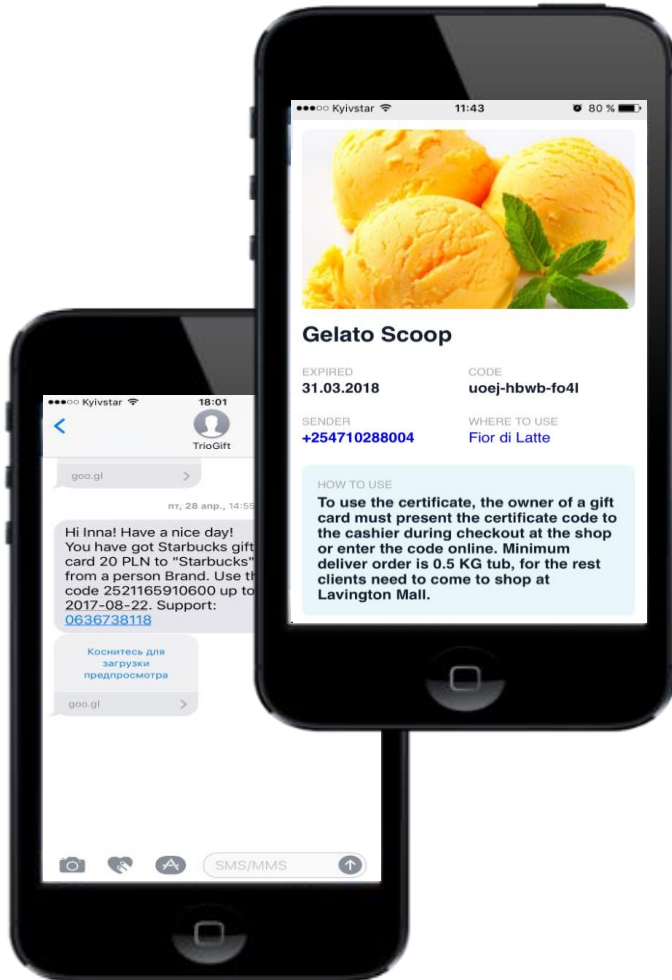 Kyivstar
11:43
80 %
Gelato Scoop
EXPIRED
CODE
31.03.2018
uoej-hbwb-fo4l
SENDER
WHERE TO USE
+254710288004
Fior di Latte
HOW TO USE
To use the certificate, the owner of a gift
card must present the certificate code to
the cashier during checkout at the shop
or enter the code online. Minimum
deliver order is 0.5 KG tub, for the rest
clients need to come to shop at
Lavington Mall.
Kyivstar
18:01
TrioGift
goo.gl
пт, 28 апр., 14:55
Hi Inna! Have a nice day!
You have got Starbucks gift
card 20 PLN to "Starbucks"
from a person Brand. Use
code 2521165910600 up to
2017-08-22. Support:
0636738118
Коснитесь для
загрузки
предпросмотра
goo.gl
SMS/MMS